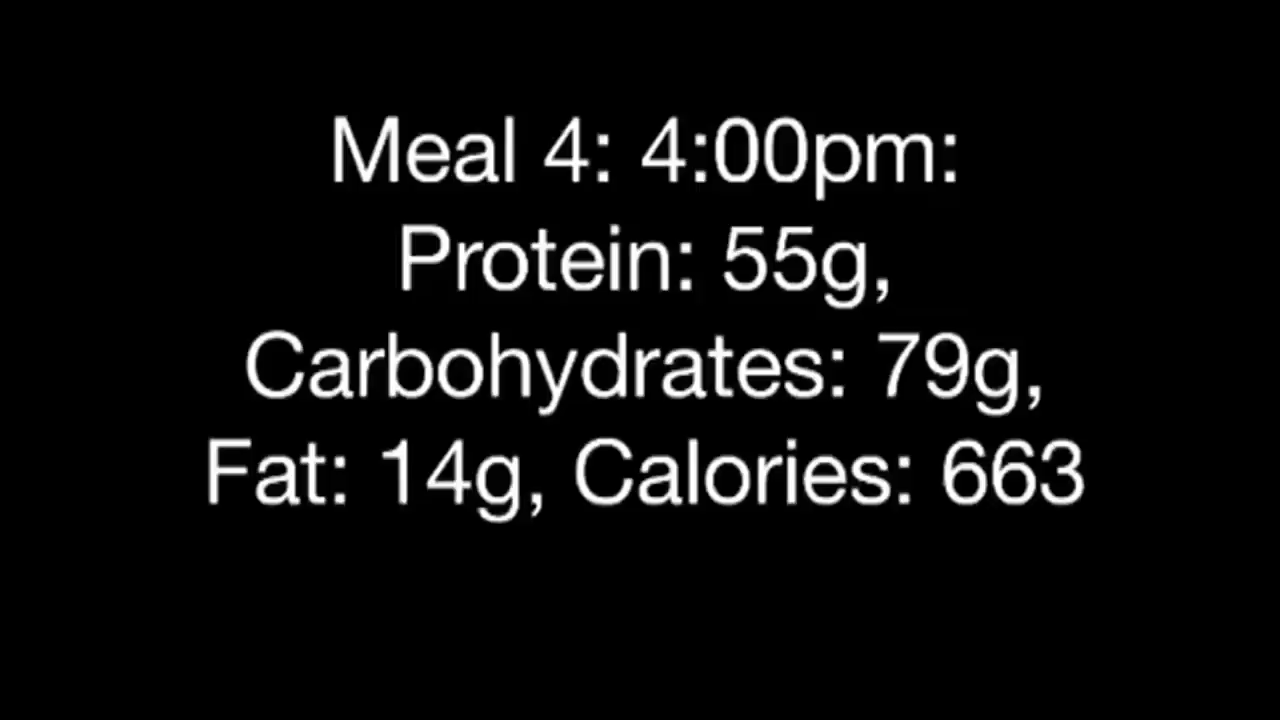 Meal 4: 4:00pm:
Protein: 55g,
Carbohydrates: 79g,
Fat: 14g, Calories: 663